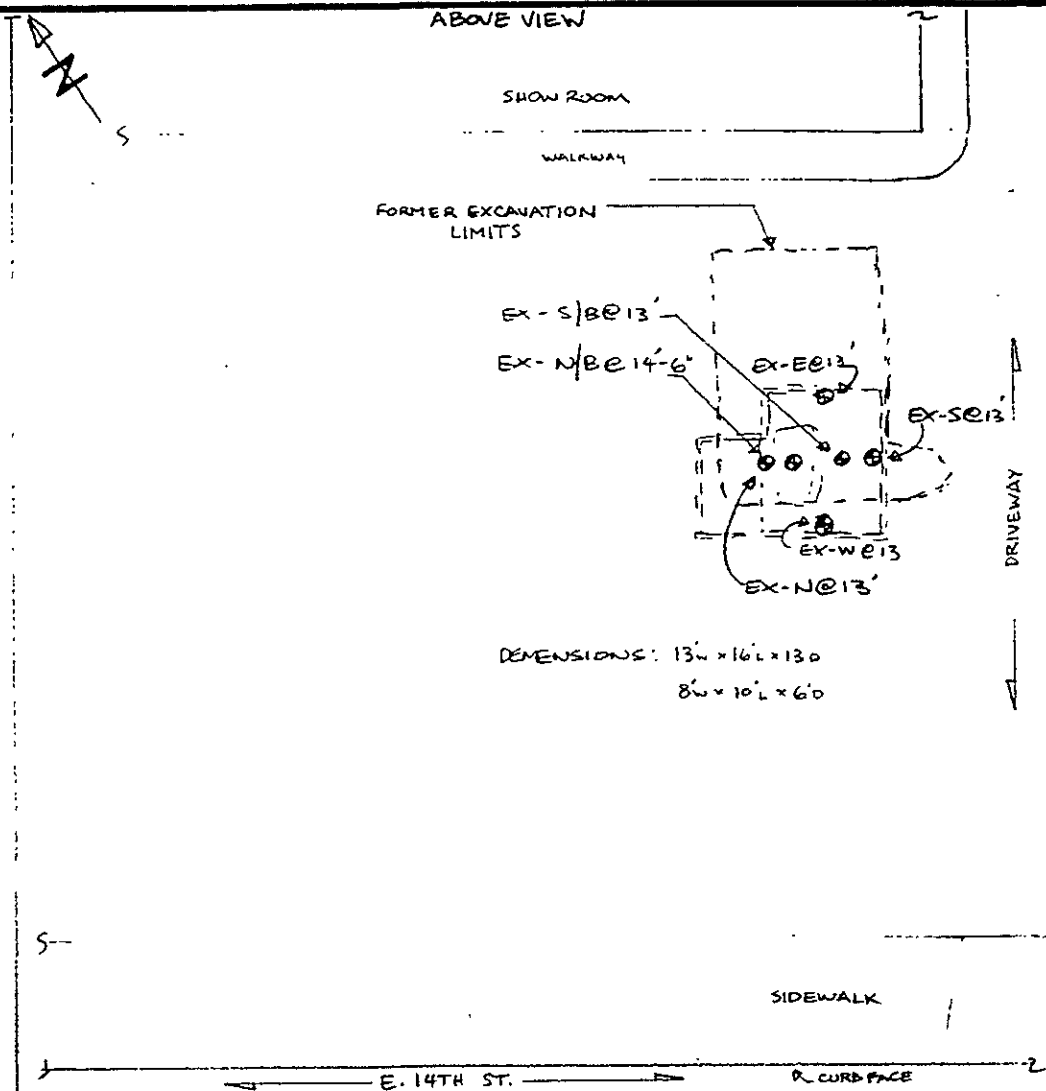 ABOVE VIEW
N
SHOW ROOM
WALKWAY
FORMER EXCAVATION
LIMITS
EX - S/B@13'
EX - N/B@14'-6"
EX-E@13'
EX-S@13'
EX-W@13
EX-N@13'
DRIVEWAY
DEMENSIONS: 13'W x 16'L x 13D
8'W x 10'L x 6'D
SIDEWALK
E. 14TH ST.
CURB FACE